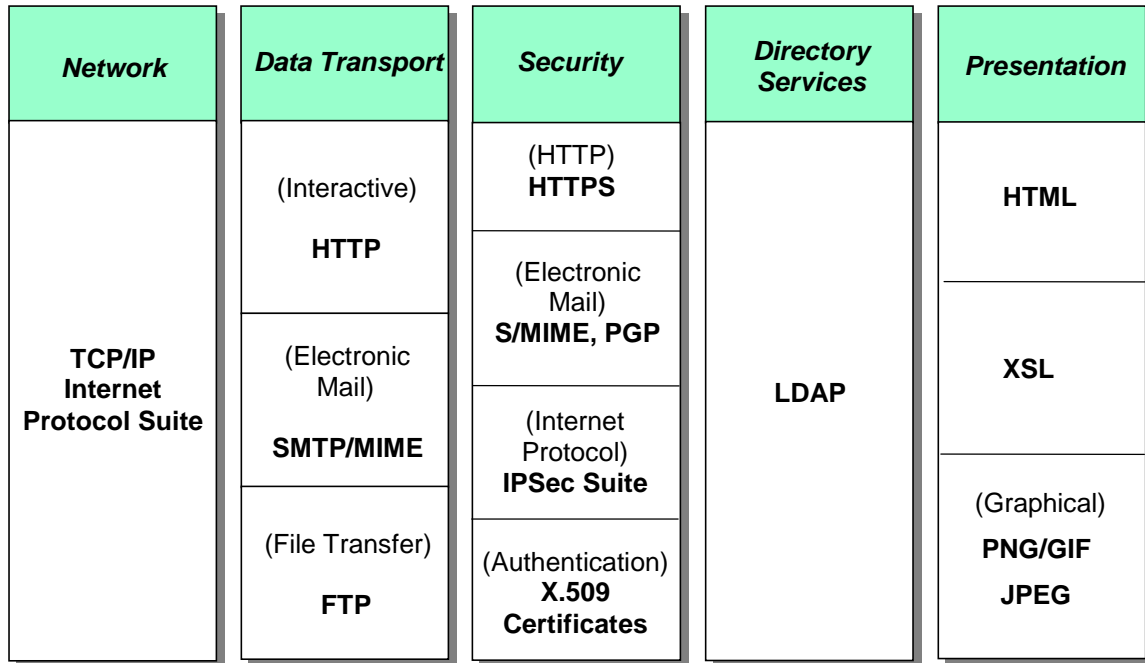 Network
TCP/IP
Internet
Protocol Suite
Data Transport
(Interactive)
HTTP
(Electronic
Mail)
SMTP/MIME
(File Transfer)
FTP
Security
(HTTP)
HTTPS
(Electronic
Mail)
S/MIME, PGP
(Internet
Protocol)
IPSec Suite
(Authentication)
X.509
Certificates
Directory
Services
LDAP
Presentation
HTML
XSL
(Graphical)
PNG/GIF
JPEG